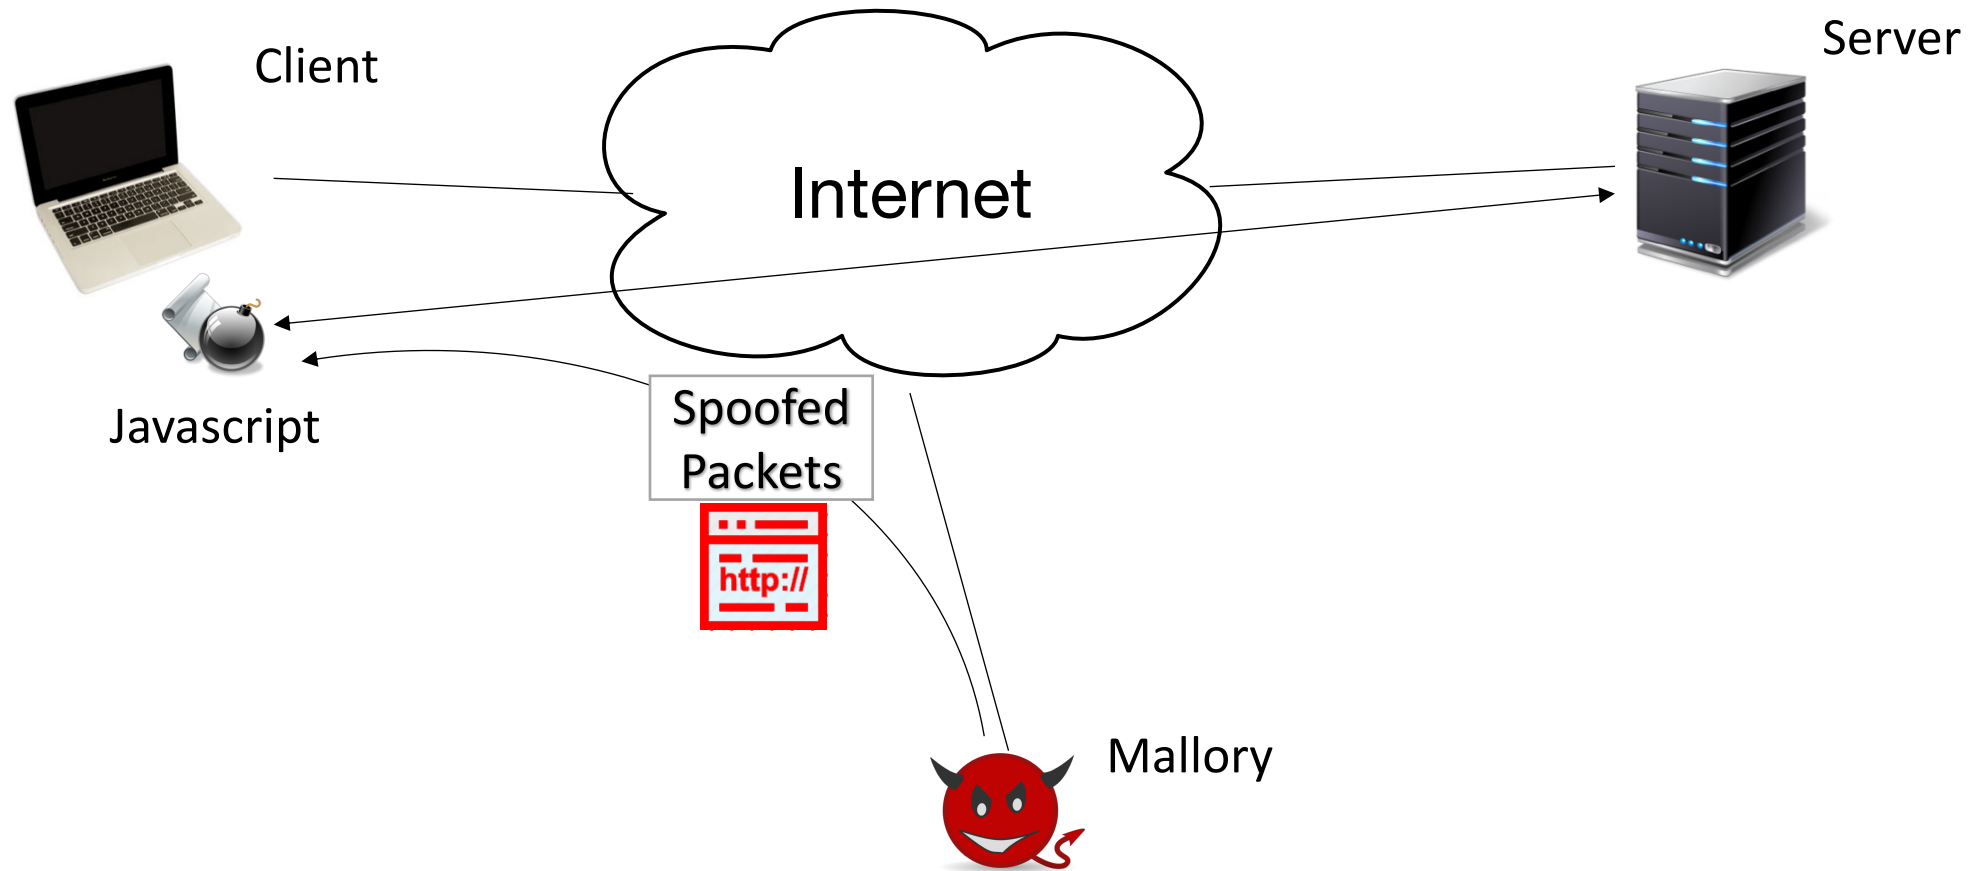 Client
Server
Internet
Javascript
Spoofed
Packets
http://
Mallory